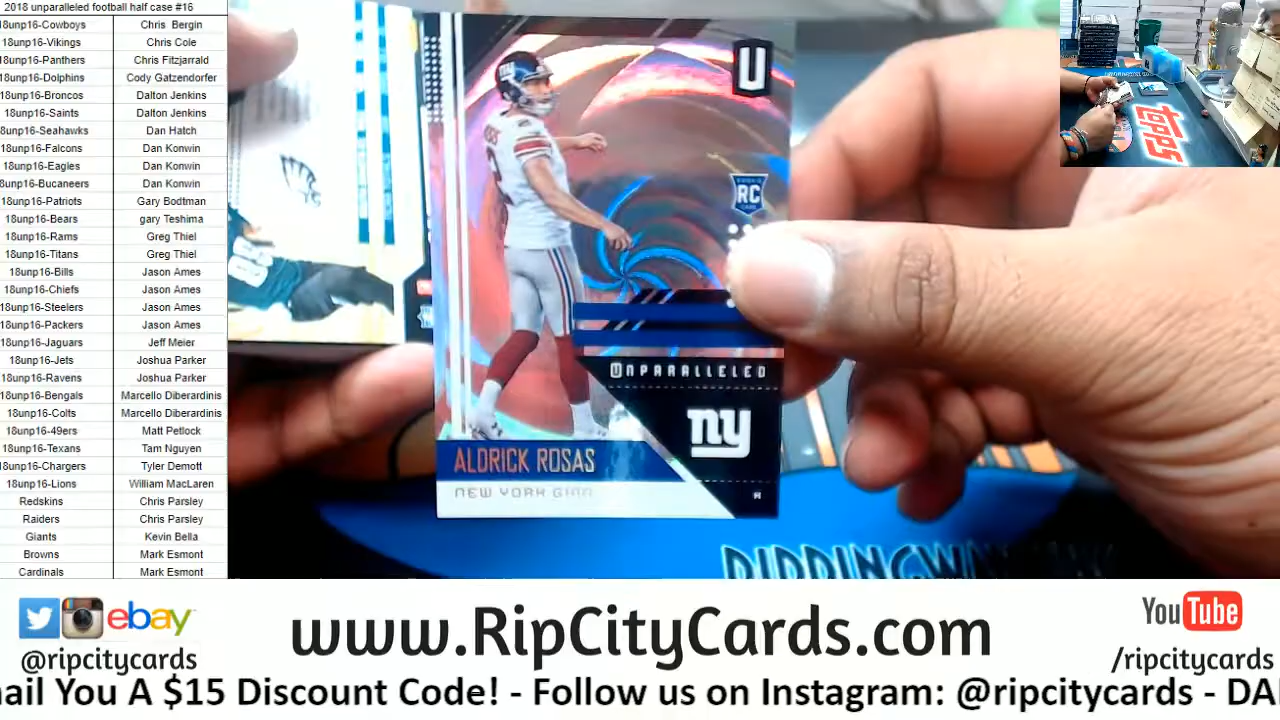 2018 unparalleled football half case #16
18unp16-Cowboys Chris Bergin
18unp16-Vikings Chris Cole
18unp16-Panthers Chris Fitzjarrald
18unp16-Dolphins Cody Gatzendorfer
18unp16-Broncos Dalton Jenkins
18unp16-Saints Dalton Jenkins
18unp16-Seahawks Dan Hatch
18unp16-Falcons Dan Konwin
18unp16-Eagles Dan Konwin
18unp16-Bucaneers Dan Konwin
18unp16-Patriots Gary Bodtman
18unp16-Bears gary Teshima
18unp16-Rams Greg Thiel
18unp16-Titans Greg Thiel
18unp16-Bills Jason Ames
18unp16-Chiefs Jason Ames
18unp16-Steelers Jason Ames
18unp16-Packers Jason Ames
18unp16-Jaguars Jeff Meier
18unp16-Jets Joshua Parker
18unp16-Ravens Joshua Parker
18unp16-Bengals Marcello Diberardinis
18unp16-Colts Marcello Diberardinis
18unp16-49ers Matt Petlock
18unp16-Texans Tam Nguyen
18unp16-Chargers Tyler Demott
18unp16-Lions William MacLaren
Redskins Chris Parsley
Raiders Chris Parsley
Giants Kevin Bella
Browns Mark Esmont
Cardinals Mark Esmont
U
RC
UNPARALLELED
ny
ALDRICK ROSAS
NEW YORK GIAN
Topps
ebay
@ripcitycards
www.RipCityCards.com
YouTube
/ripcitycards
ail You A $15 Discount Code! - Follow us on Instagram: @ripcitycards - DA